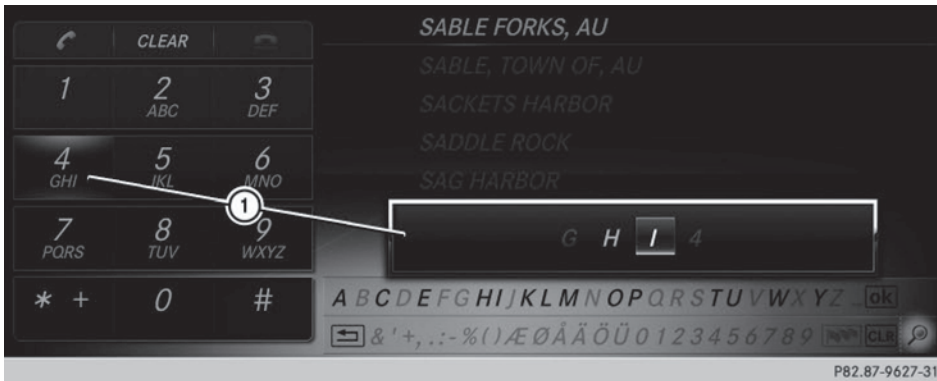 CLEAR
1
2
ABC
3
DEF
4
GHI
5
JKL
6
MNO
7
PQRS
8
TUV
9
WXYZ
* +
0
#
SABLE FORKS, AU
SABLE, TOWN OF, AU
SACKETS HARBOR
SADDLE ROCK
SAG HARBOR
1
G H I 4
A B C D E F G H I J K L M N O P Q R S T U V W X Y Z _ ok
& ' + , . : - % ( ) Æ Ø Å Ä Ö Ü 0 1 2 3 4 5 6 7 8 9 CLR
P82.87-9627-31